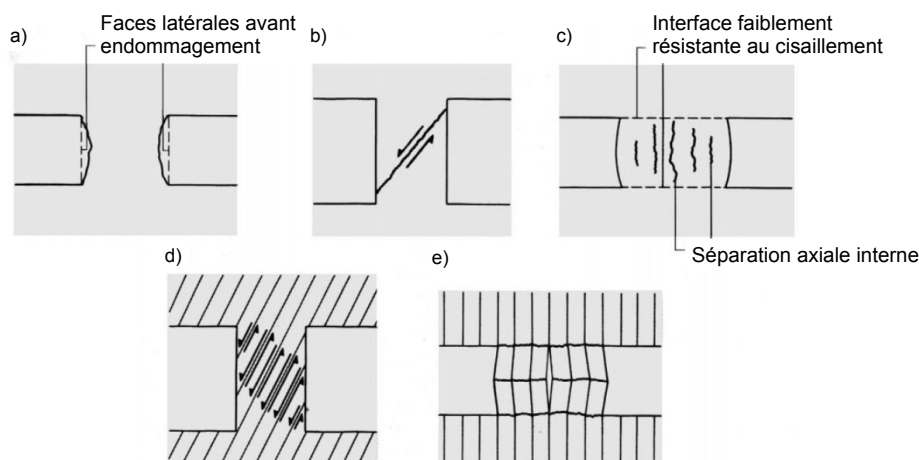 Faces latérales avant
endommagement
Interface faiblement
résistante au cisaillement
a)
b)
c)
Séparation axiale interne
d)
e)